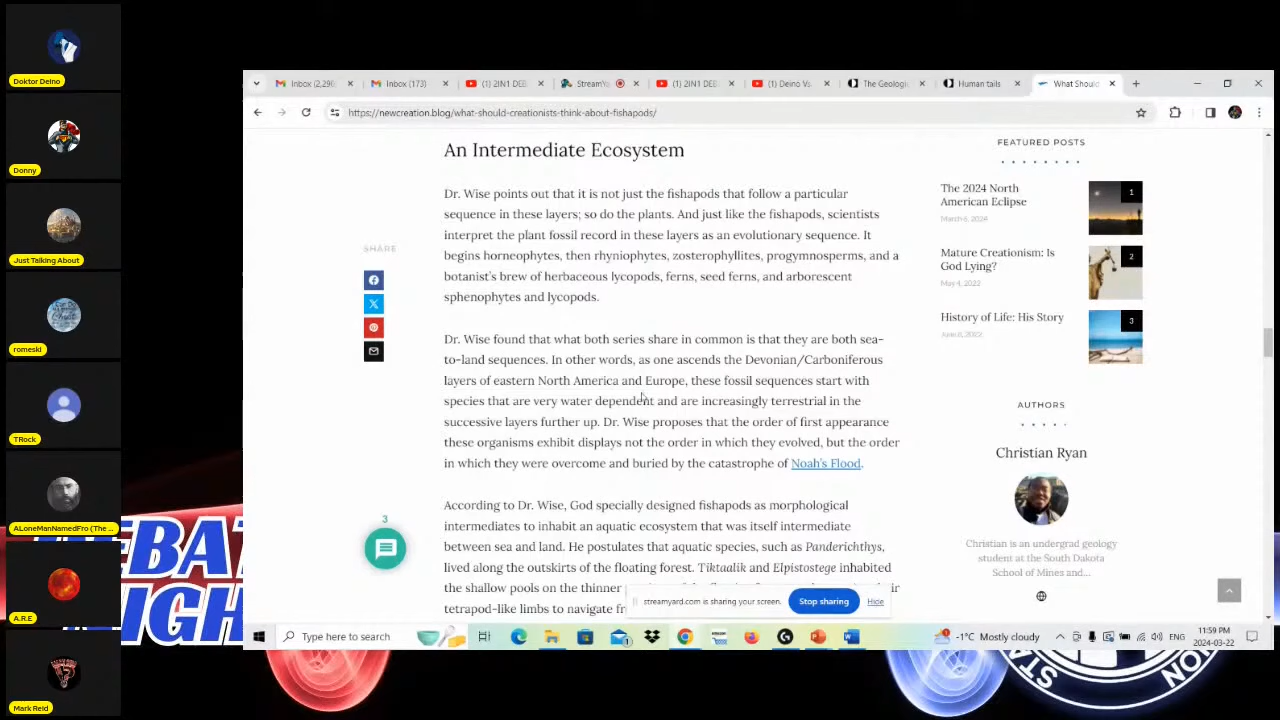 Doktor Deino
Donny
Just Talking About
romeski
TRock
ALoneManNamedFro (The ...
A.R.E
Mark Reid
Inbox (2,296
Inbox (173)
(1) 2IN1 DEB
StreamYa
(1) 2IN1 DEB
(1) Deino Vs
The Geologi
Human tails
What Should
https://newcreation.blog/what-should-creationists-think-about-fishapods/
An Intermediate Ecosystem
Dr. Wise points out that it is not just the fishapods that follow a particular
sequence in these layers; so do the plants. And just like the fishapods, scientists
interpret the plant fossil record in these layers as an evolutionary sequence. It
begins horneophytes, then rhyniophytes, zosterophyllites, progymnosperms, and a
botanist's brew of herbaceous lycopods, ferns, seed ferns, and arborescent
sphenophytes and lycopods.
SHARE
Dr. Wise found that what both series share in common is that they are both sea-
to-land sequences. In other words, as one ascends the Devonian/Carboniferous
layers of eastern North America and Europe, these fossil sequences start with
species that are very water dependent and are increasingly terrestrial in the
successive layers further up. Dr. Wise proposes that the order of first appearance
these organisms exhibit displays not the order in which they evolved, but the order
in which they were overcome and buried by the catastrophe of Noah's Flood.
According to Dr. Wise, God specially designed fishapods as morphological
intermediates to inhabit an aquatic ecosystem that was itself intermediate
between sea and land. He postulates that aquatic species, such as Panderichthys,
lived along the outskirts of the floating forest. Tiktaalik and Elpistostege inhabited
the shallow pools on the thinner
tetrapod-like limbs to navigate
3
FEATURED POSTS
The 2024 North
American Eclipse
March 6, 2024
1
Mature Creationism: Is
God Lying?
May 4, 2022
2
History of Life: His Story
June 8, 2022
3
AUTHORS
Christian Ryan
Christian is an undergrad geology
student at the South Dakota
School of Mines and...
streamyard.com is sharing your screen.
Stop sharing
Hide
Type here to search
-1°C Mostly cloudy
ENG
11:59 PM
2024-03-22